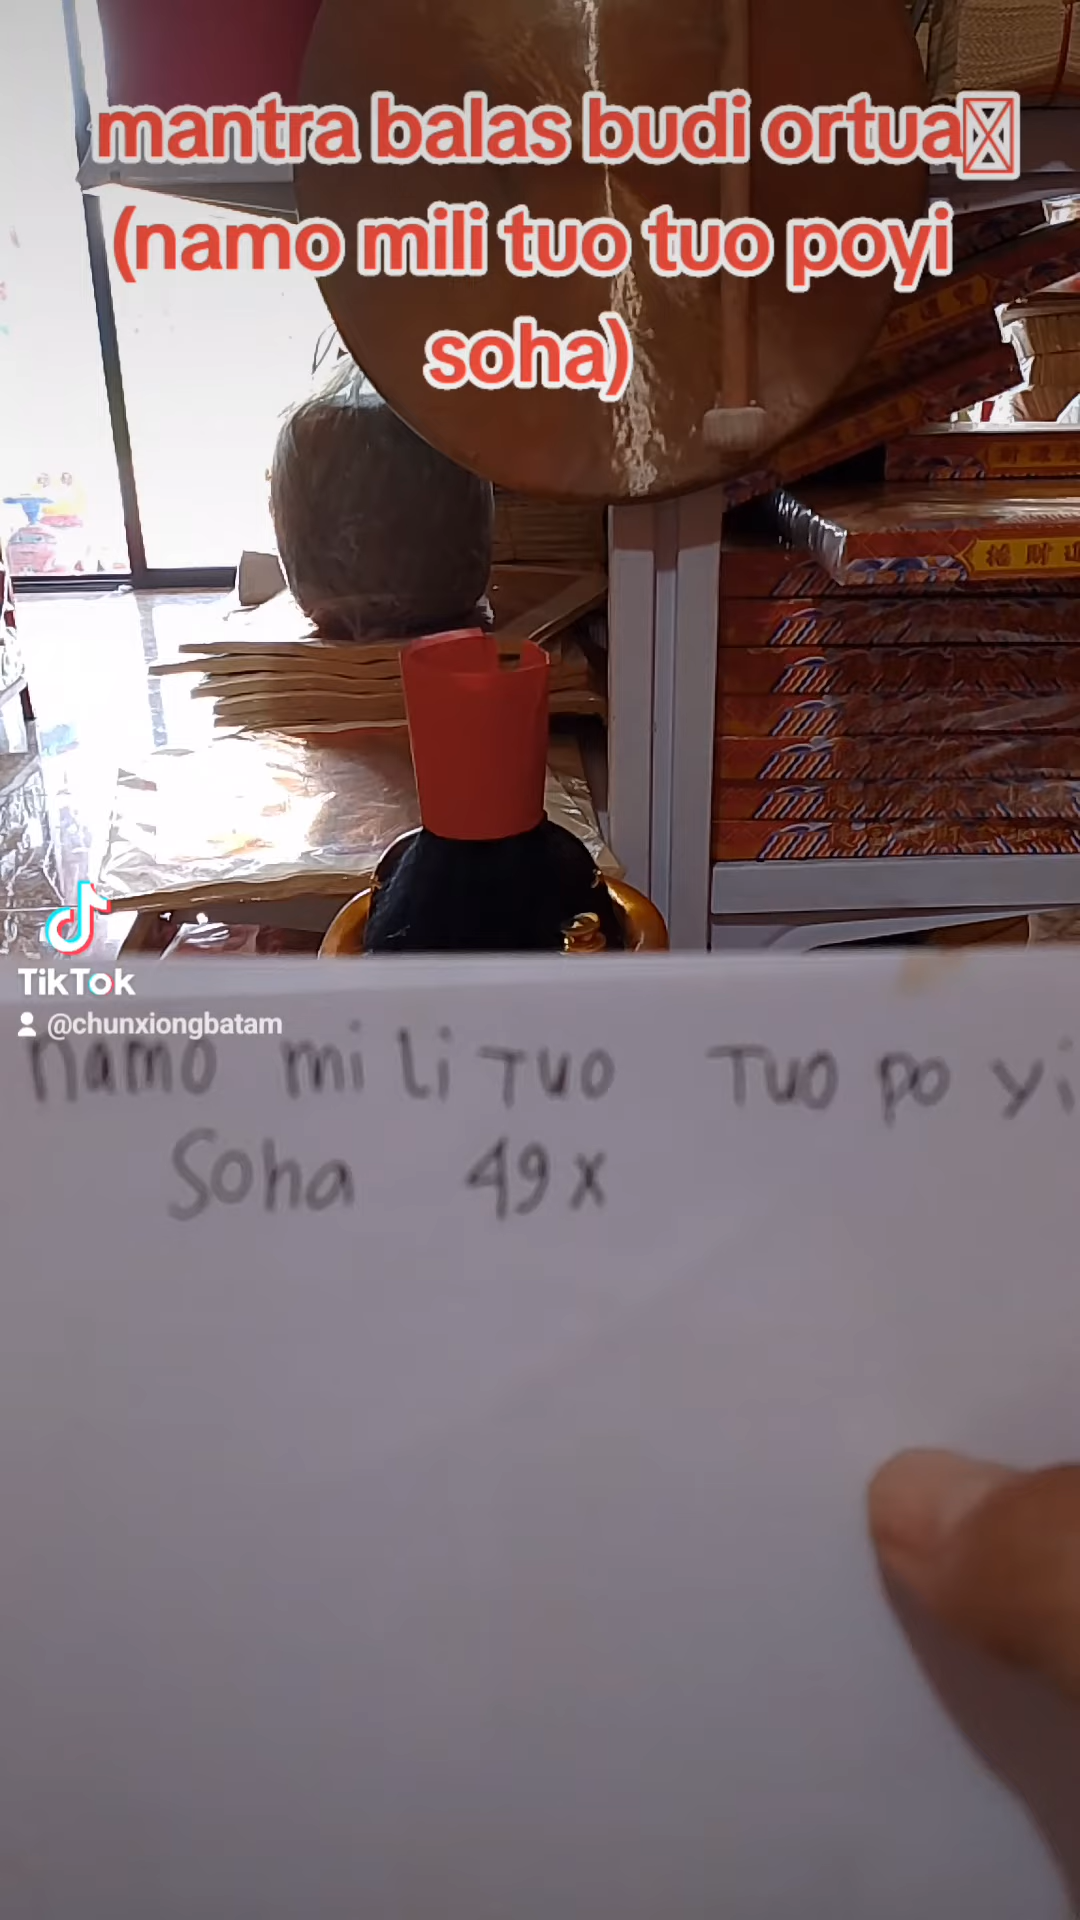 mantra balas budi ortua
(namo mili tuo tuo poyi
soha)
TikTok
@chunxiongbatam
namo mi li Tuo Tuo po yi
Soha 49x